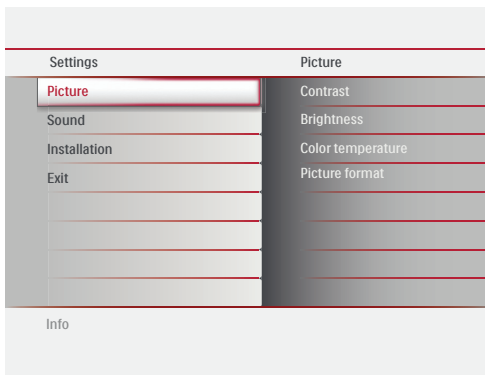 Settings
Picture
Picture
Contrast
Sound
Brightness
Installation
Color temperature
Exit
Picture format
Info